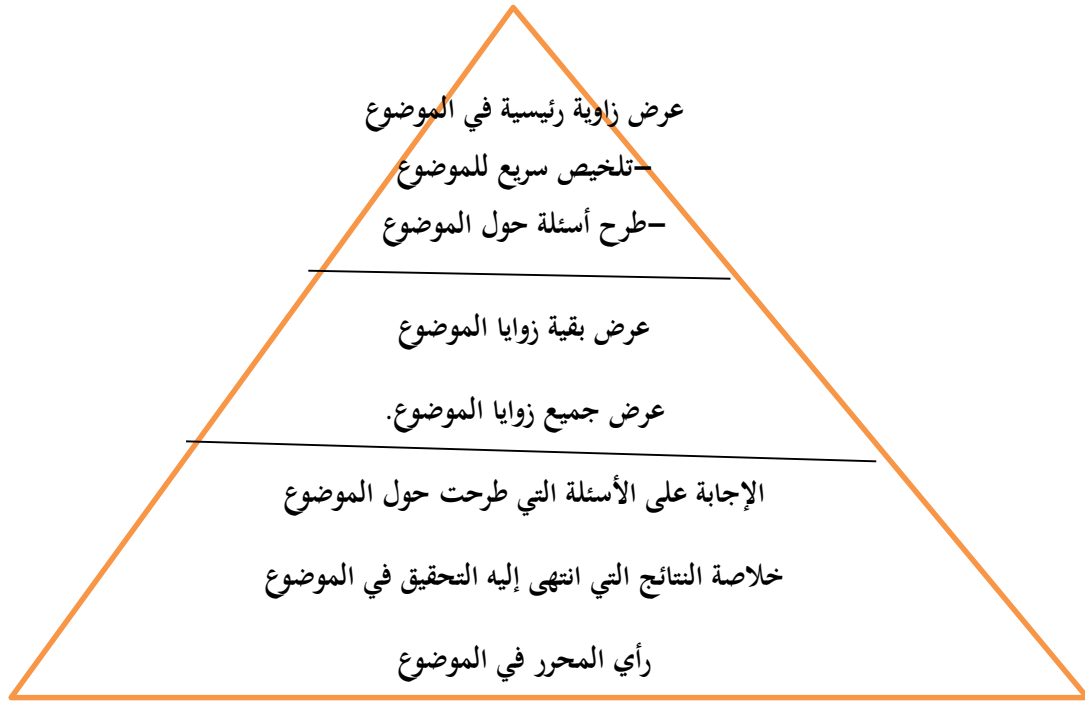 عرض زاوية رئيسية في الموضوع
–تلخيص سريع للموضوع
–طرح أسئلة حول الموضوع
عرض بقية زوايا الموضوع
عرض جميع زوايا الموضوع.
الإجابة على الأسئلة التي طرحت حول الموضوع
خلاصة النتائج التي انتهى إليه التحقيق في الموضوع
رأي المحرر في الموضوع